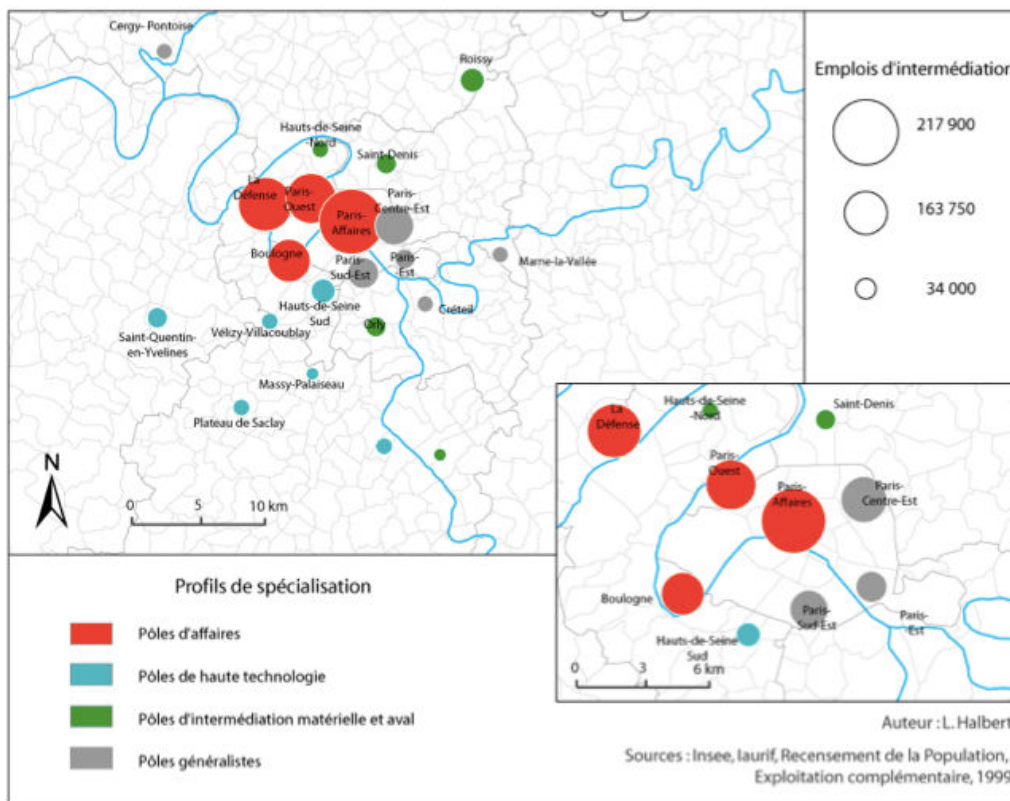 Cergy- Pontoise
Roissy
Hauts-de-Seine
-Nord
Saint-Denis
La
Défense
Paris-
Ouest
Paris-
Centre-Est
Paris-
Affaires
Boulogne
Paris-
Sud-Est
Paris
-Est
Marne-la-Vallée
Hauts-de-Seine
Sud
Créteil
Orly
Saint-Quentin-
en-Yvelines
Vélizy-Villacoublay
Massy-Palaiseau
Plateau de Saclay
N
0 5 10 km
Emplois d'intermédiation
217 900
163 750
34 000
La
Défense
Hauts-de-Seine
-Nord
Saint-Denis
Paris-
Ouest
Paris-
Affaires
Paris-
Centre-Est
Boulogne
Paris-
Sud-Est
Paris
-Est
Hauts-de-Seine
Sud
0 3 6 km
Profils de spécialisation
Pôles d'affaires
Pôles de haute technologie
Pôles d'intermédiation matérielle et aval
Pôles généralistes
Auteur : L. Halbert
Sources : Insee, Iaurif, Recensement de la Population,
Exploitation complémentaire, 1999